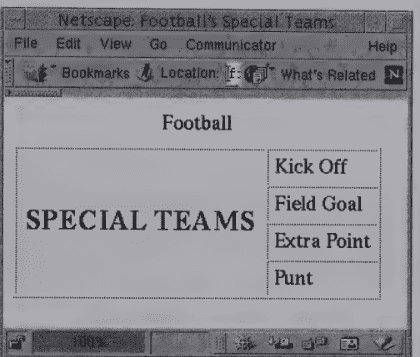 Netscape: Football's Special Teams
File Edit View Go Communicator Help
Bookmarks Location: f: What's Related N
Football
SPECIAL TEAMS
Kick Off
Field Goal
Extra Point
Punt
100%